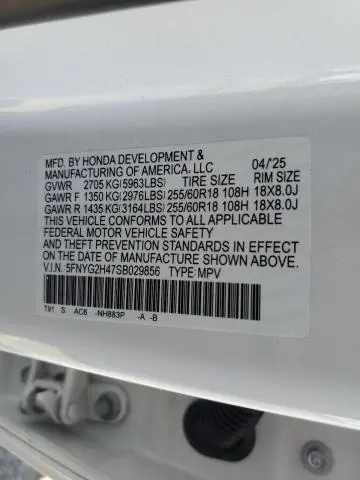 MFD. BY HONDA DEVELOPMENT &
MANUFACTURING OF AMERICA, LLC 04/'25
GVWR 2705 KG(5963LBS) TIRE SIZE RIM SIZE
GAWR F 1350 KG(2976LBS) 255/60R18 108H 18X8.0J
GAWR R 1435 KG(3164LBS) 255/60R18 108H 18X8.0J
THIS VEHICLE CONFORMS TO ALL APPLICABLE
FEDERAL MOTOR VEHICLE SAFETY STANDARDS IN EFFECT
ON THE DATE OF MANUFACTURE SHOWN ABOVE.
V.I.N. 5FNYG2H47SB029856 TYPE MPV
T91 S AC6 -NH883P -A -B